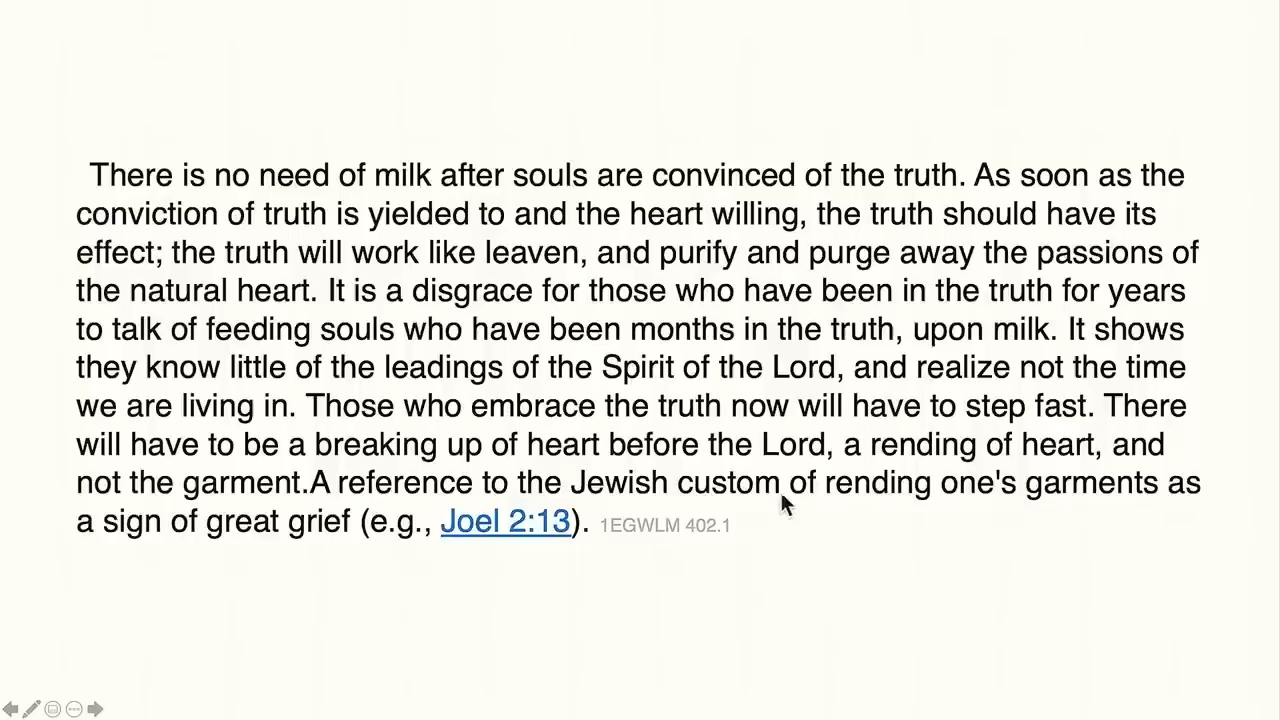 There is no need of milk after souls are convinced of the truth. As soon as the
conviction of truth is yielded to and the heart willing, the truth should have its
effect; the truth will work like leaven, and purify and purge away the passions of
the natural heart. It is a disgrace for those who have been in the truth for years
to talk of feeding souls who have been months in the truth, upon milk. It shows
they know little of the leadings of the Spirit of the Lord, and realize not the time
we are living in. Those who embrace the truth now will have to step fast. There
will have to be a breaking up of heart before the Lord, a rending of heart, and
not the garment.A reference to the Jewish custom of rending one's garments as
a sign of great grief (e.g., Joel 2:13). 1EGWLM 402.1